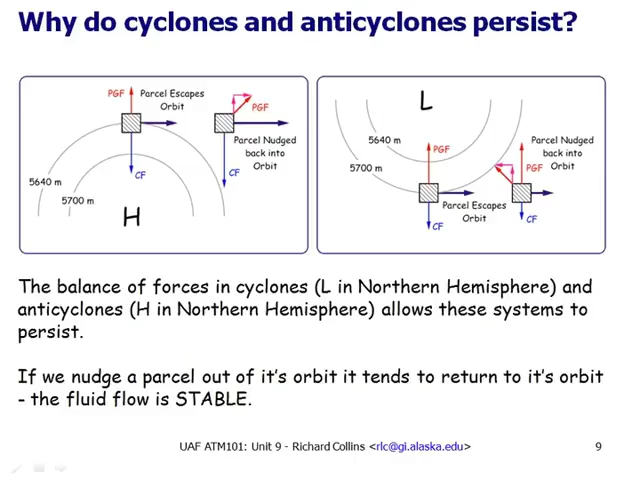 Why do cyclones and anticyclones persist?
PGF
Parcel Escapes
Orbit
PGF
Parcel Nudged
back into
Orbit
CF
CF
5640 m
5700 m
H
L
5640 m
5700 m
PGF
Parcel Nudged
back into
Orbit
PGF
Parcel Escapes
Orbit
CF
CF
The balance of forces in cyclones (L in Northern Hemisphere) and
anticyclones (H in Northern Hemisphere) allows these systems to
persist.
If we nudge a parcel out of it's orbit it tends to return to it's orbit
- the fluid flow is STABLE.
UAF ATM101: Unit 9 - Richard Collins <rlc@gi.alaska.edu>
9